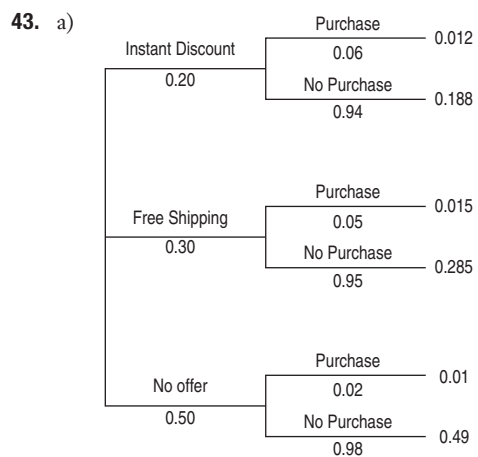 43. a)
Purchase
0.012
Instant Discount
0.06
0.20
No Purchase
0.188
0.94
Purchase
0.015
Free Shipping
0.05
0.30
No Purchase
0.285
0.95
Purchase
0.01
No offer
0.02
0.50
No Purchase
0.49
0.98